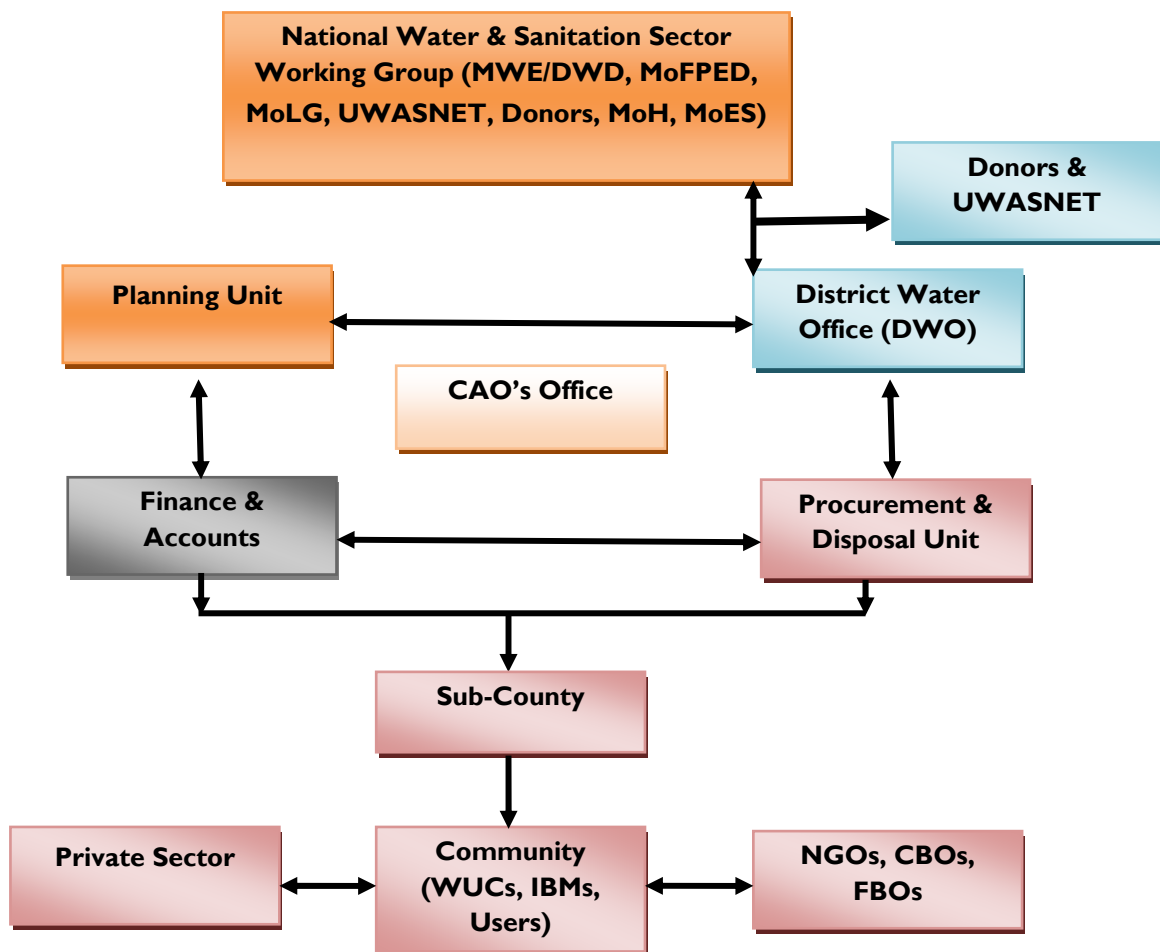 National Water & Sanitation Sector
Working Group (MWE/DWD, MoFPED,
MoLG, UWASNET, Donors, MoH, MoES)
Donors &
UWASNET
Planning Unit
District Water
Office (DWO)
CAO’s Office
Finance &
Accounts
Procurement &
Disposal Unit
Sub-County
Private Sector
Community
(WUCs, IBMs,
Users)
NGOs, CBOs,
FBOs